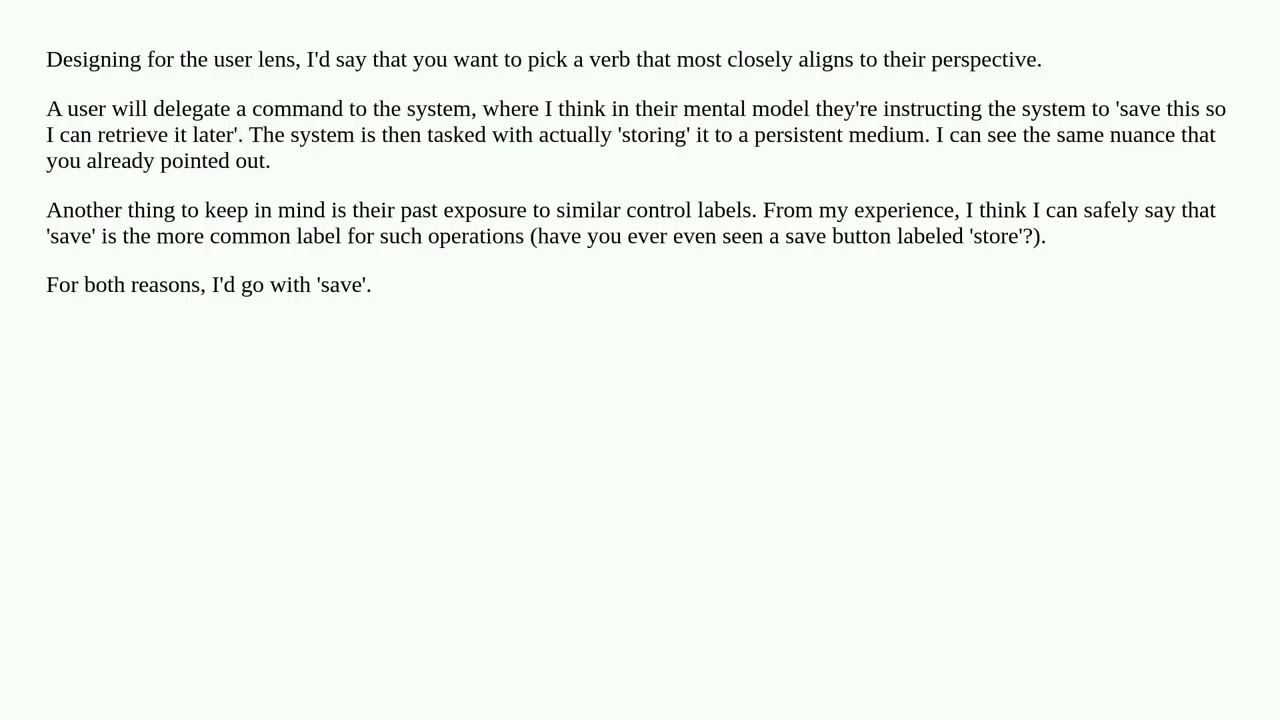 Designing for the user lens, I'd say that you want to pick a verb that most closely aligns to their perspective.
A user will delegate a command to the system, where I think in their mental model they're instructing the system to 'save this so
I can retrieve it later'. The system is then tasked with actually 'storing' it to a persistent medium. I can see the same nuance that
you already pointed out.
Another thing to keep in mind is their past exposure to similar control labels. From my experience, I think I can safely say that
'save' is the more common label for such operations (have you ever even seen a save button labeled 'store'?).
For both reasons, I'd go with 'save'.